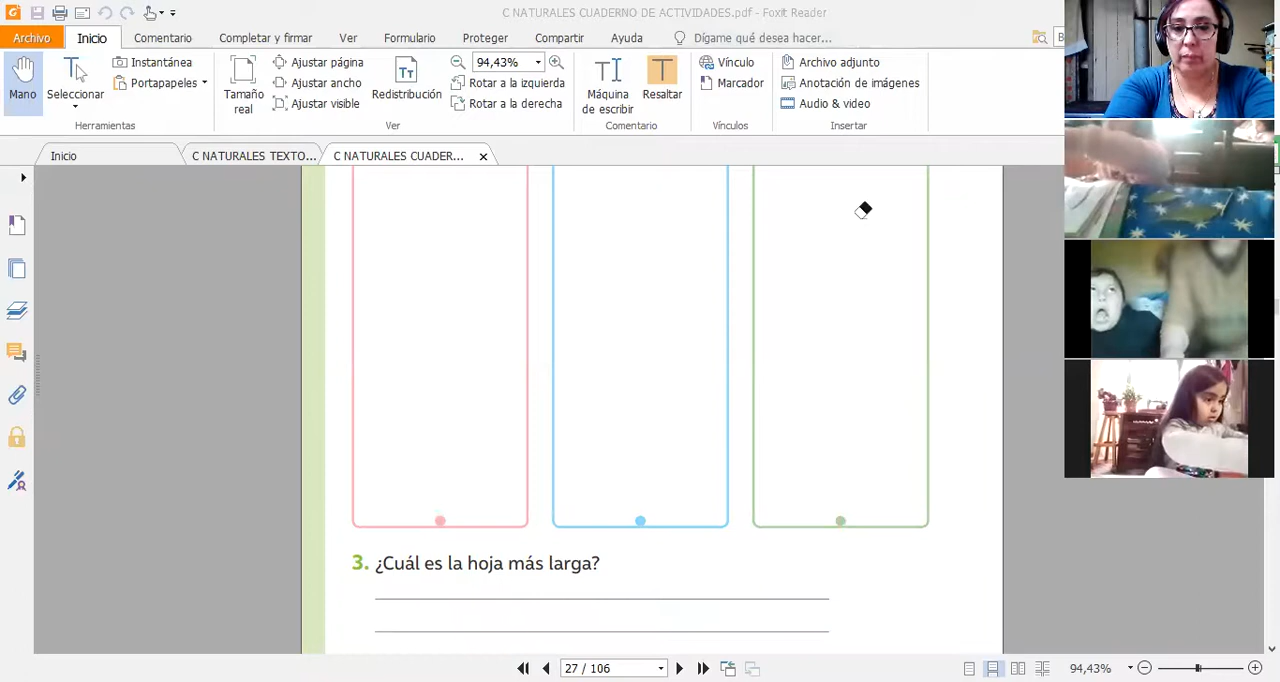 C NATURALES CUADERNO DE ACTIVIDADES.pdf - Foxit Reader
Archivo Inicio Comentario Completar y firmar Ver Formulario Proteger Compartir Ayuda Dígame qué desea hacer...
Mano
Seleccionar
Instantánea
Portapapeles
Herramientas
Tamaño real
Ajustar página
Ajustar ancho
Ajustar visible
Redistribución
94,43%
Rotar a la izquierda
Rotar a la derecha
Ver
Máquina de escribir
Resaltar
Comentario
Vínculo
Marcador
Vínculos
Archivo adjunto
Anotación de imágenes
Audio & video
Insertar
Inicio C NATURALES TEXTO... C NATURALES CUADER...
3. ¿Cuál es la hoja más larga?
27 / 106 94,43%